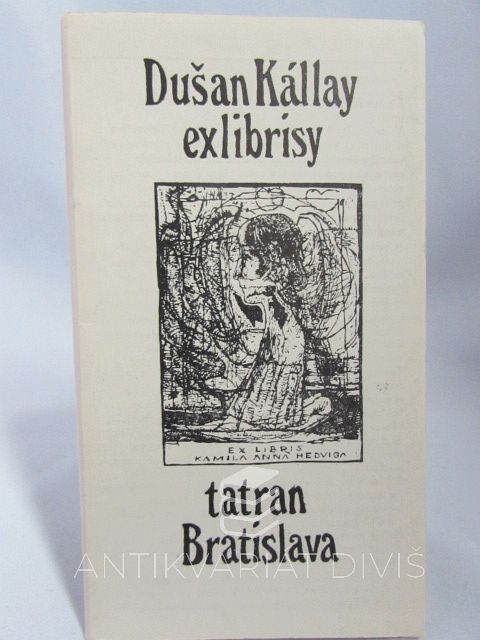 Dušan Kállay
exlibrisy
EX LIBRIS
KAMILA ANNA HEDVIGA
tatran
Bratislava
ANTIKVARIÁT DIVIŠ